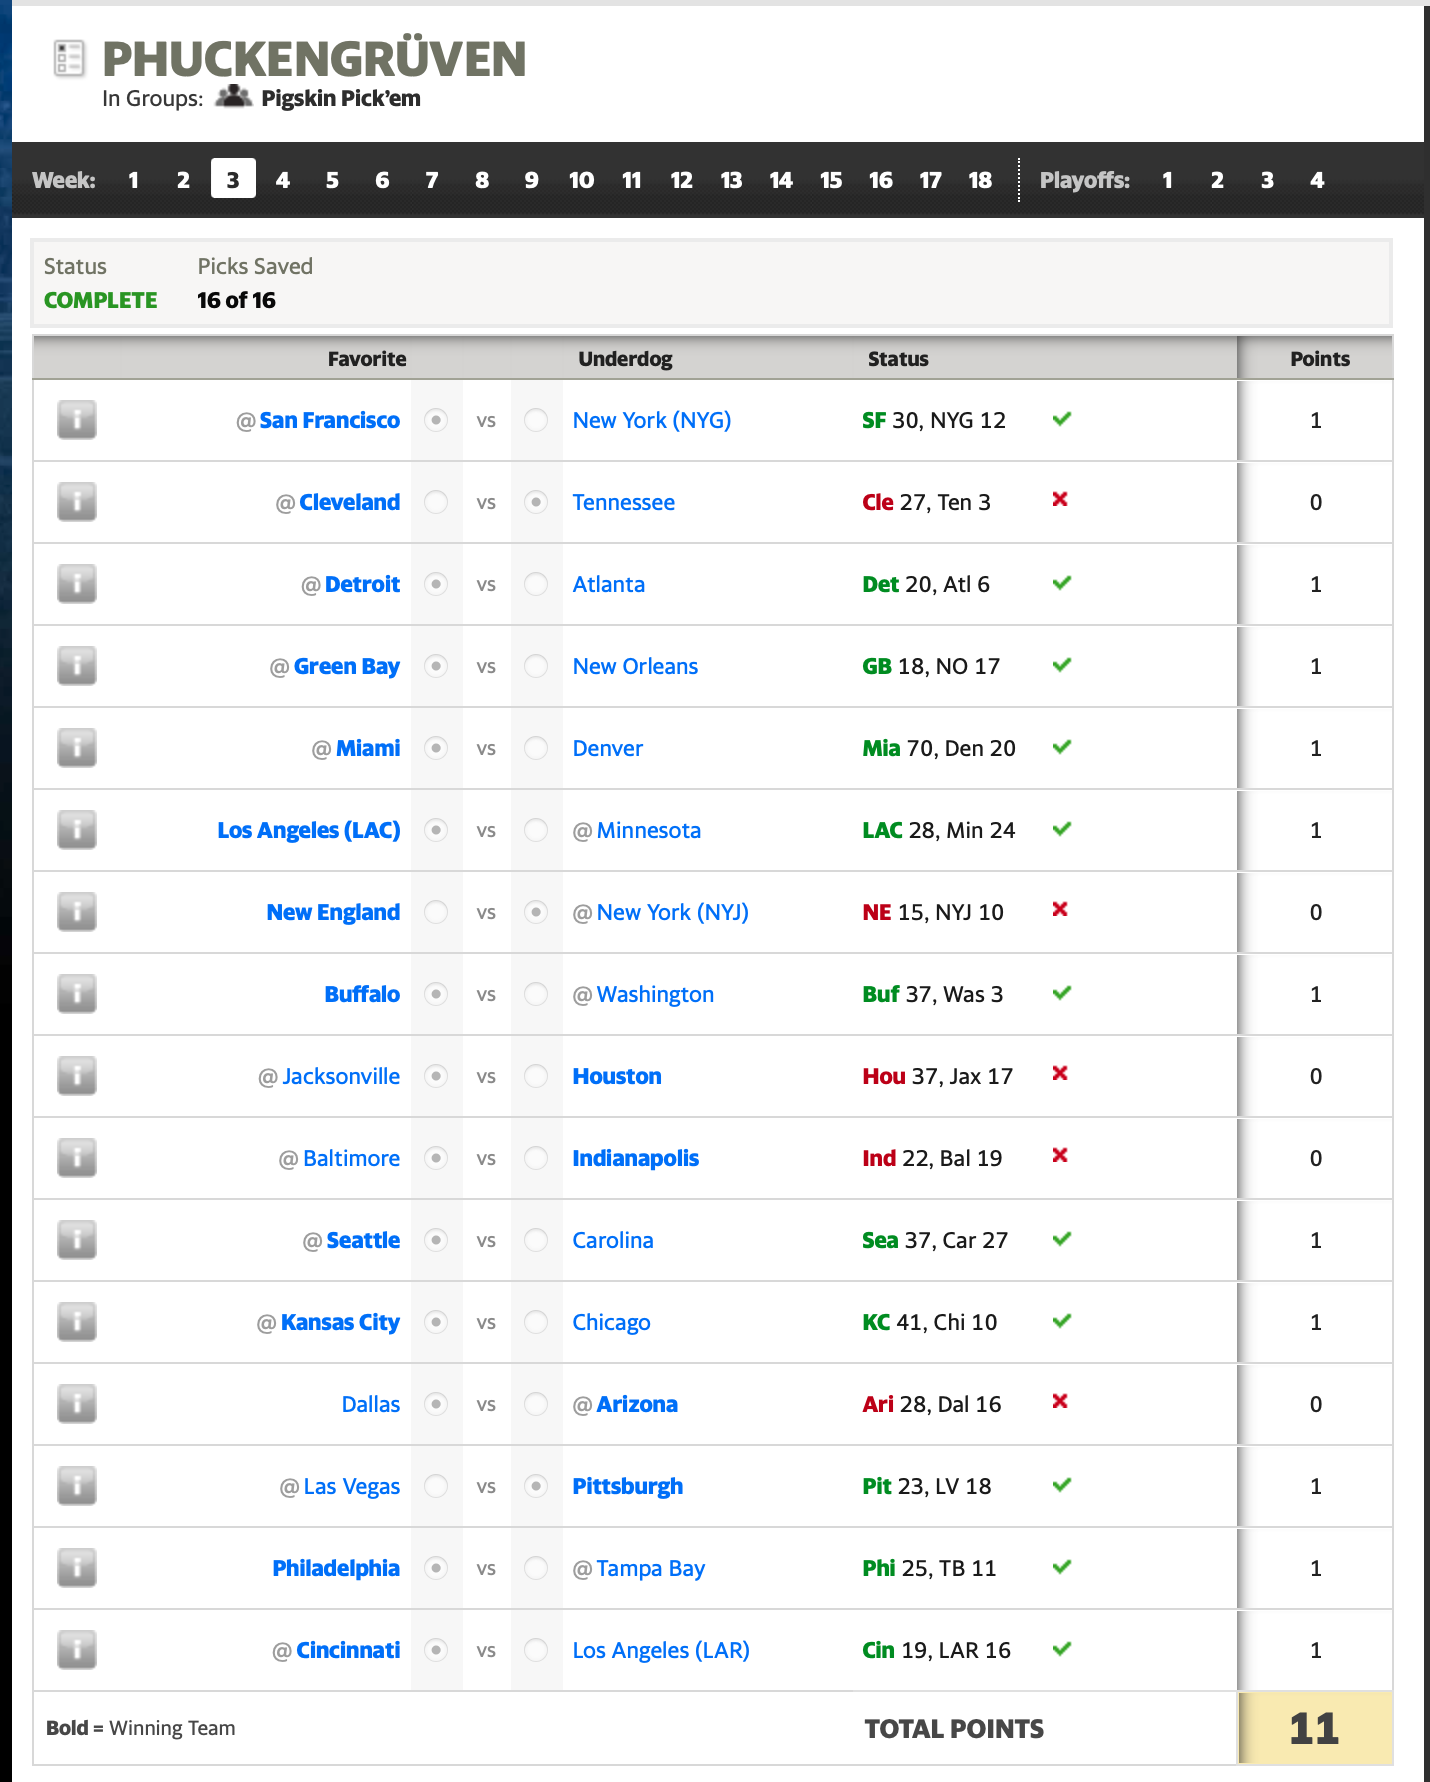 PHUCKENGRÜVEN
In Groups: Pigskin Pick'em
Week: 1 2 3 4 5 6 7 8 9 10 11 12 13 14 15 16 17 18 Playoffs: 1 2 3 4
Status Picks Saved
COMPLETE 16 of 16
Favorite Underdog Status Points
i @ San Francisco vs New York (NYG) SF 30, NYG 12 1
i @ Cleveland vs Tennessee Cle 27, Ten 3 0
i @ Detroit vs Atlanta Det 20, Atl 6 1
i @ Green Bay vs New Orleans GB 18, NO 17 1
i @ Miami vs Denver Mia 70, Den 20 1
i Los Angeles (LAC) vs @ Minnesota LAC 28, Min 24 1
i New England vs @ New York (NYJ) NE 15, NYJ 10 0
i Buffalo vs @ Washington Buf 37, Was 3 1
i @ Jacksonville vs Houston Hou 37, Jax 17 0
i @ Baltimore vs Indianapolis Ind 22, Bal 19 0
i @ Seattle vs Carolina Sea 37, Car 27 1
i @ Kansas City vs Chicago KC 41, Chi 10 1
i Dallas vs @ Arizona Ari 28, Dal 16 0
i @ Las Vegas vs Pittsburgh Pit 23, LV 18 1
i Philadelphia vs @ Tampa Bay Phi 25, TB 11 1
i @ Cincinnati vs Los Angeles (LAR) Cin 19, LAR 16 1
Bold = Winning Team TOTAL POINTS 11